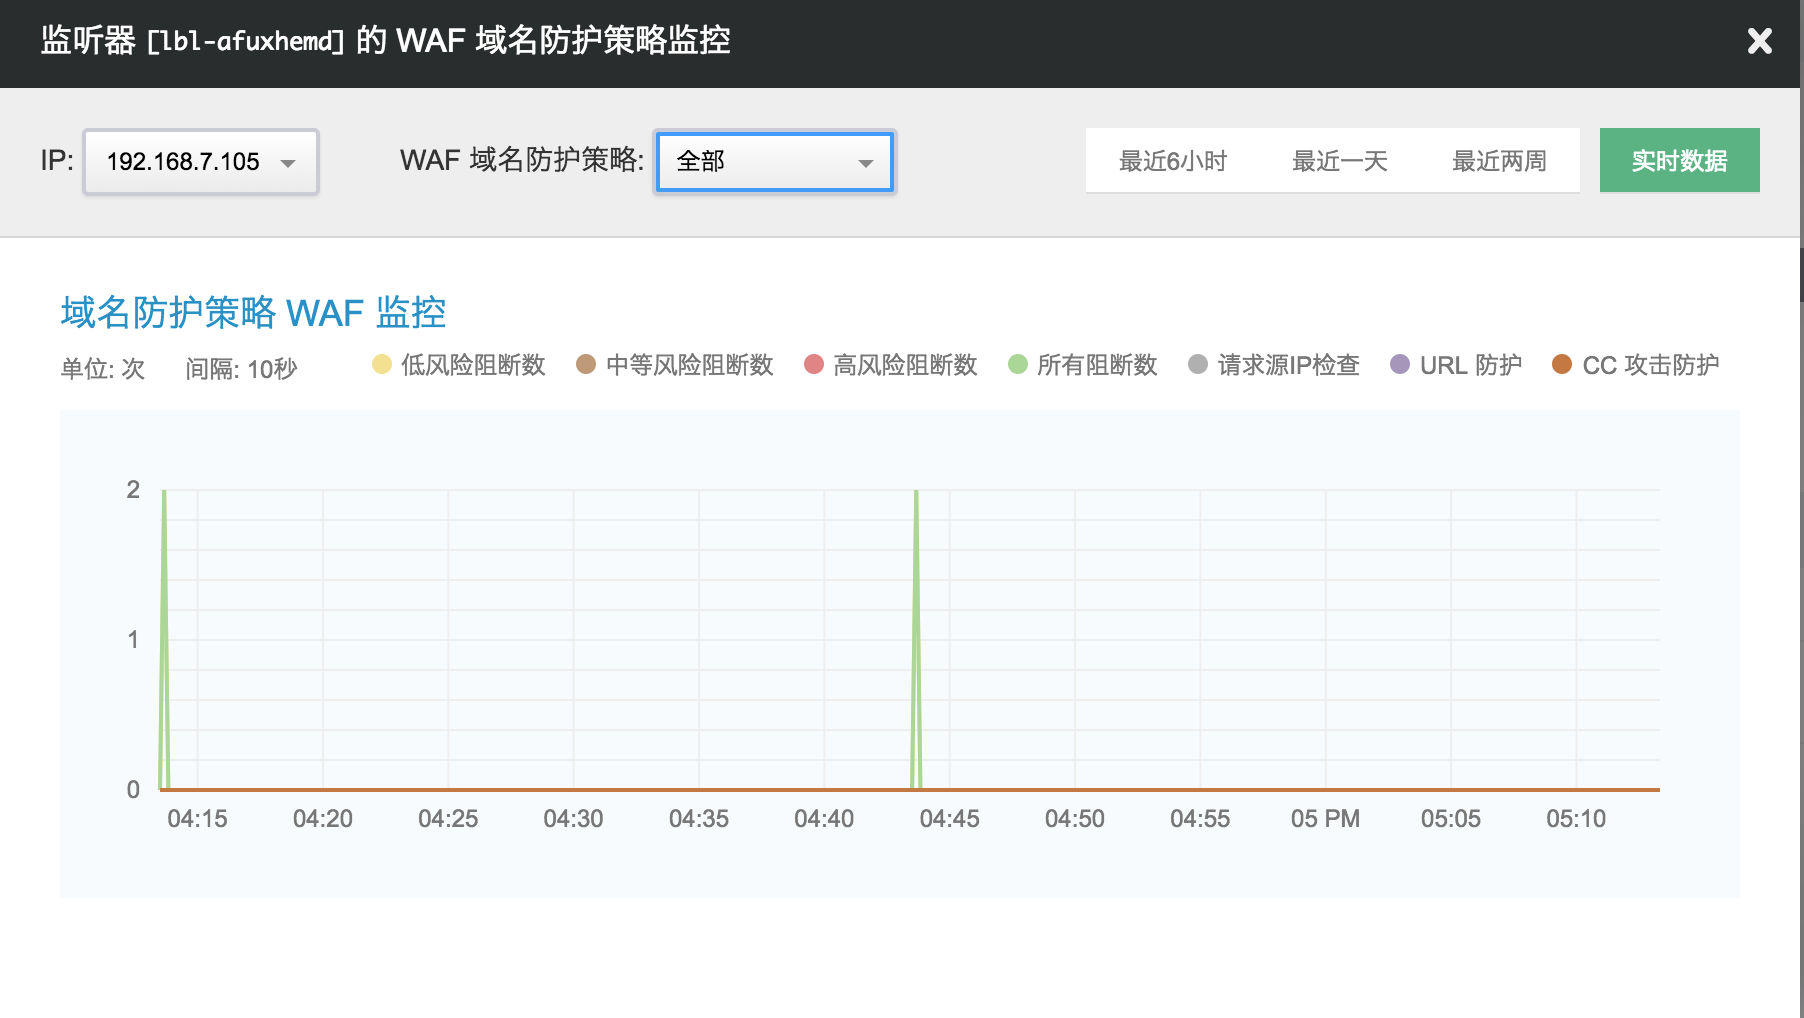 监听器 [lbl-afuxhemd] 的 WAF 域名防护策略监控
IP: 192.168.7.105 WAF 域名防护策略: 全部 最近6小时 最近一天 最近两周 实时数据
域名防护策略 WAF 监控
单位: 次 间隔: 10秒 低风险阻断数 中等风险阻断数 高风险阻断数 所有阻断数 请求源IP检查 URL 防护 CC 攻击防护
2
1
0
04:15 04:20 04:25 04:30 04:35 04:40 04:45 04:50 04:55 05 PM 05:05 05:10